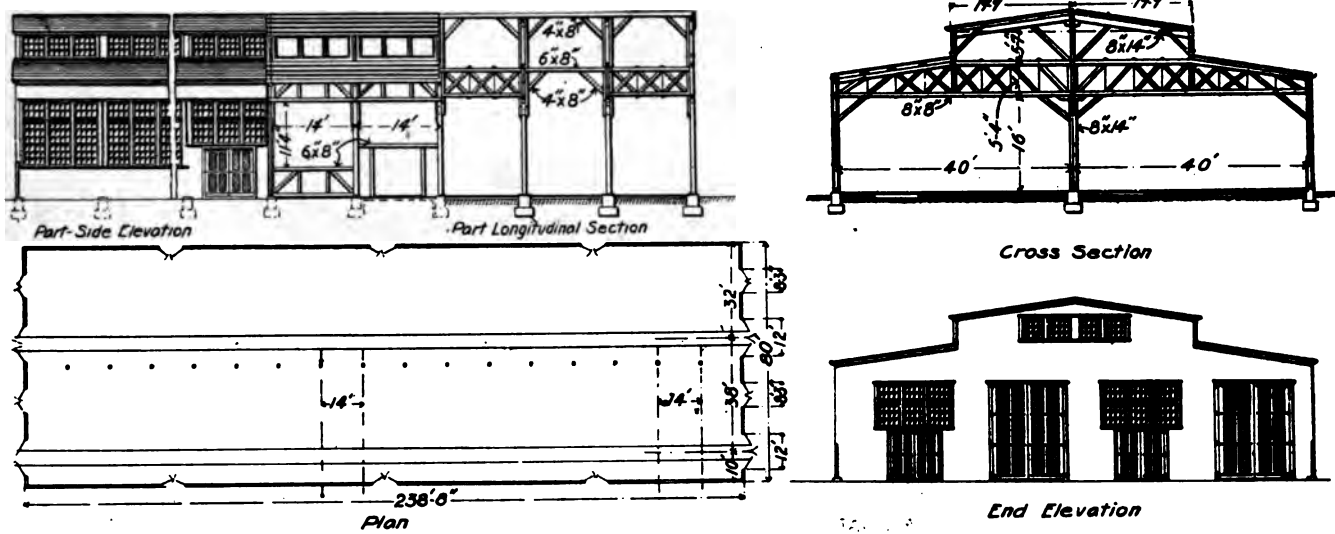 4"x8"
6"x8"
4"x8"
14' 14'
11'4"
6"x8"
Part-Side Elevation
Part Longitudinal Section
8"x14"
8"x8"
5'-4"
16'
8"x14"
40' 40'
Cross Section
32'
12'
80'
14' 14'
38'
12'
10'
238'-8"
Plan
End Elevation